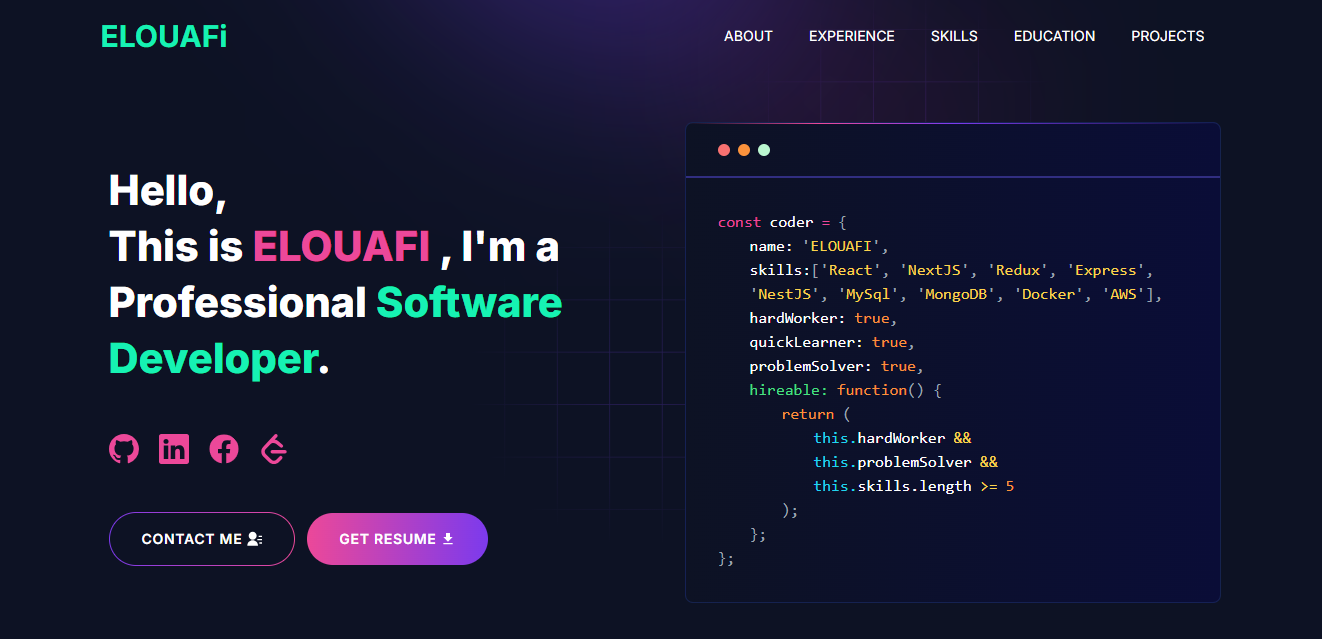 ELOUAFi
ABOUT EXPERIENCE SKILLS EDUCATION PROJECTS
Hello,
This is ELOUAFI , I'm a
Professional Software
Developer.
CONTACT ME
GET RESUME
const coder = {
name: 'ELOUAFI',
skills:['React', 'NextJS', 'Redux', 'Express',
'NestJS', 'MySql', 'MongoDB', 'Docker', 'AWS'],
hardWorker: true,
quickLearner: true,
problemSolver: true,
hireable: function() {
return (
this.hardWorker &&
this.problemSolver &&
this.skills.length >= 5
);
};
};